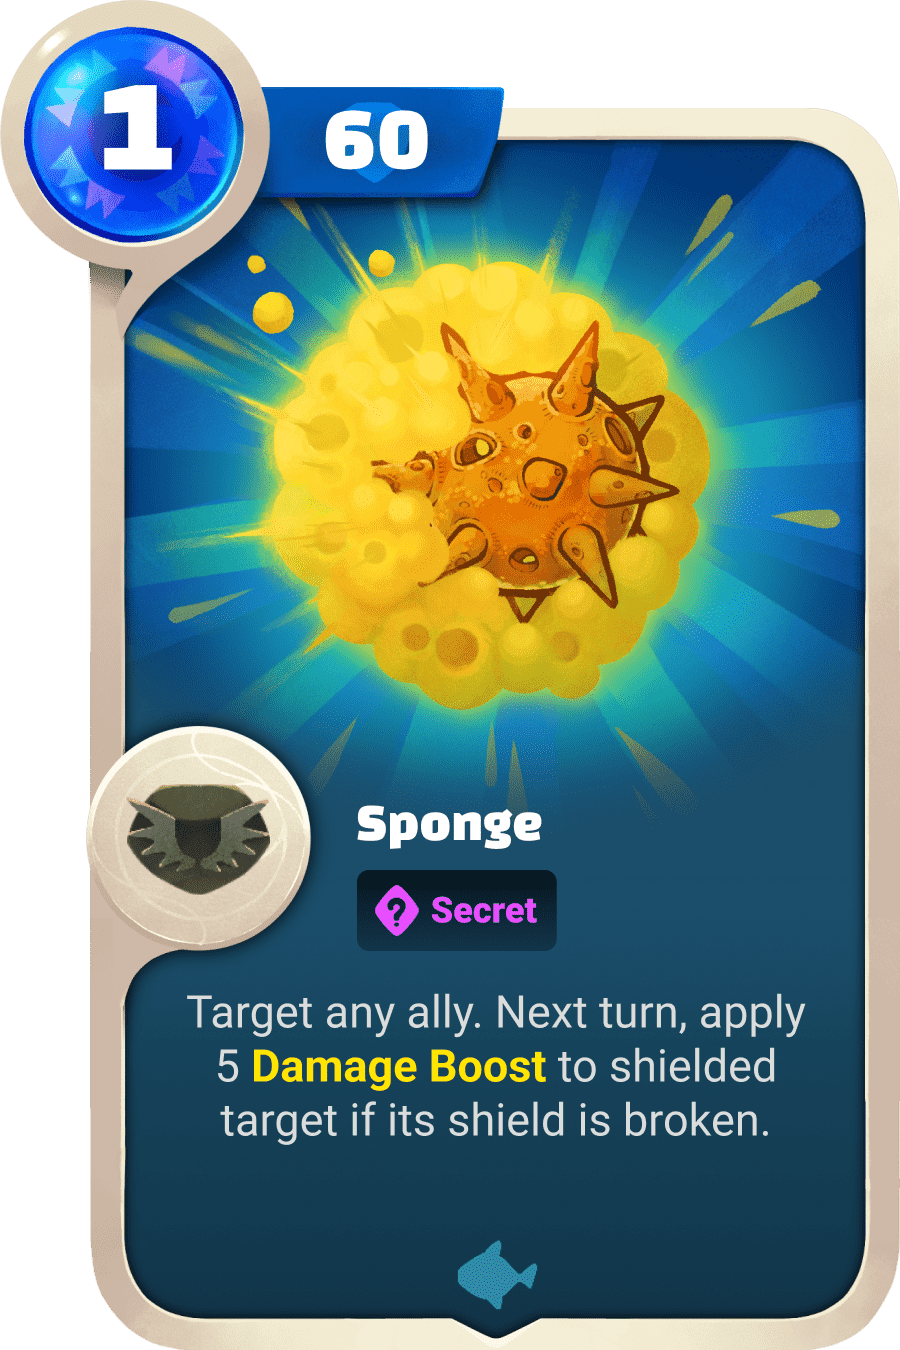 1
60
Sponge
? Secret
Target any ally. Next turn, apply
5 Damage Boost to shielded
target if its shield is broken.